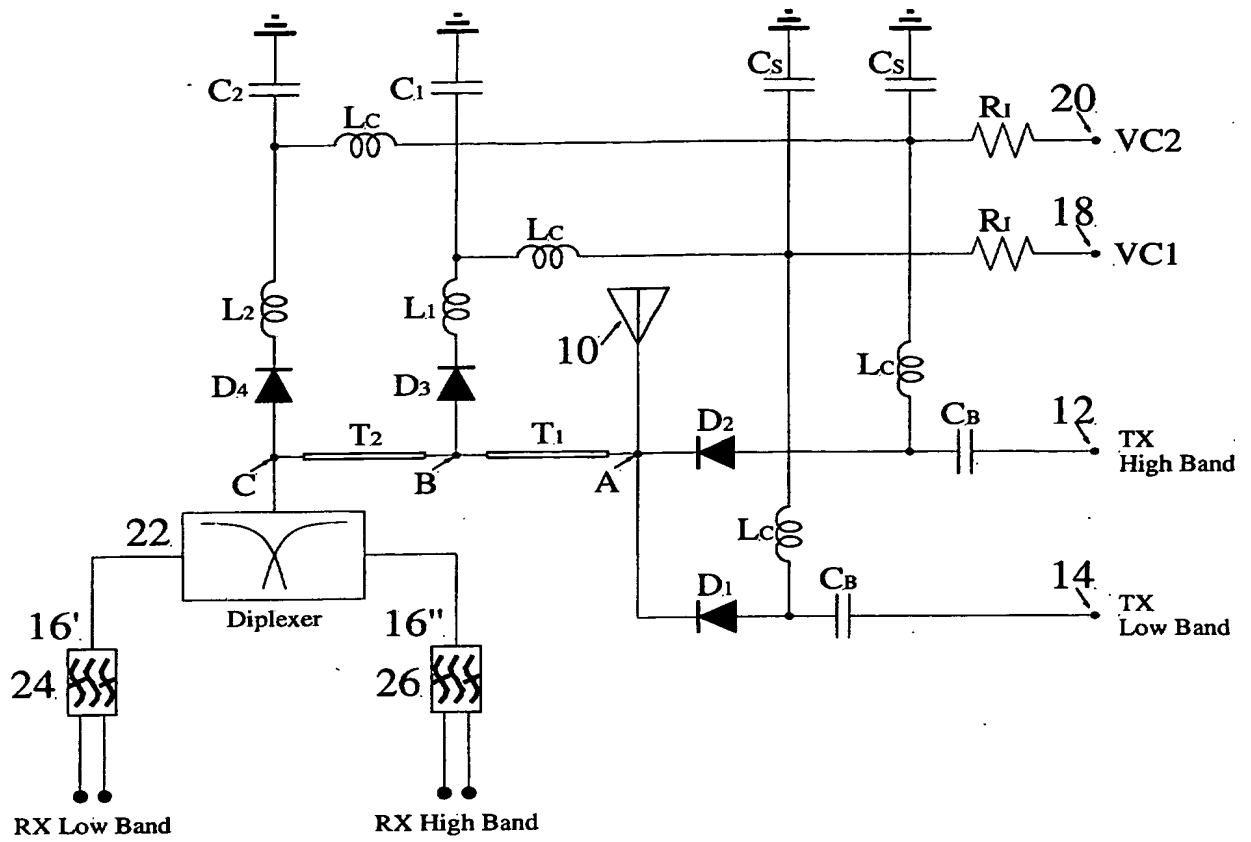 C2
C1
CS
CS
LC
RI
20
VC2
LC
RI
18
VC1
L2
L1
10
LC
D4
D3
D2
CB
12
TX
High Band
T2
T1
C
B
A
22
LC
D1
CB
14
TX
Low Band
Diplexer
16'
16"
24
26
RX Low Band
RX High Band